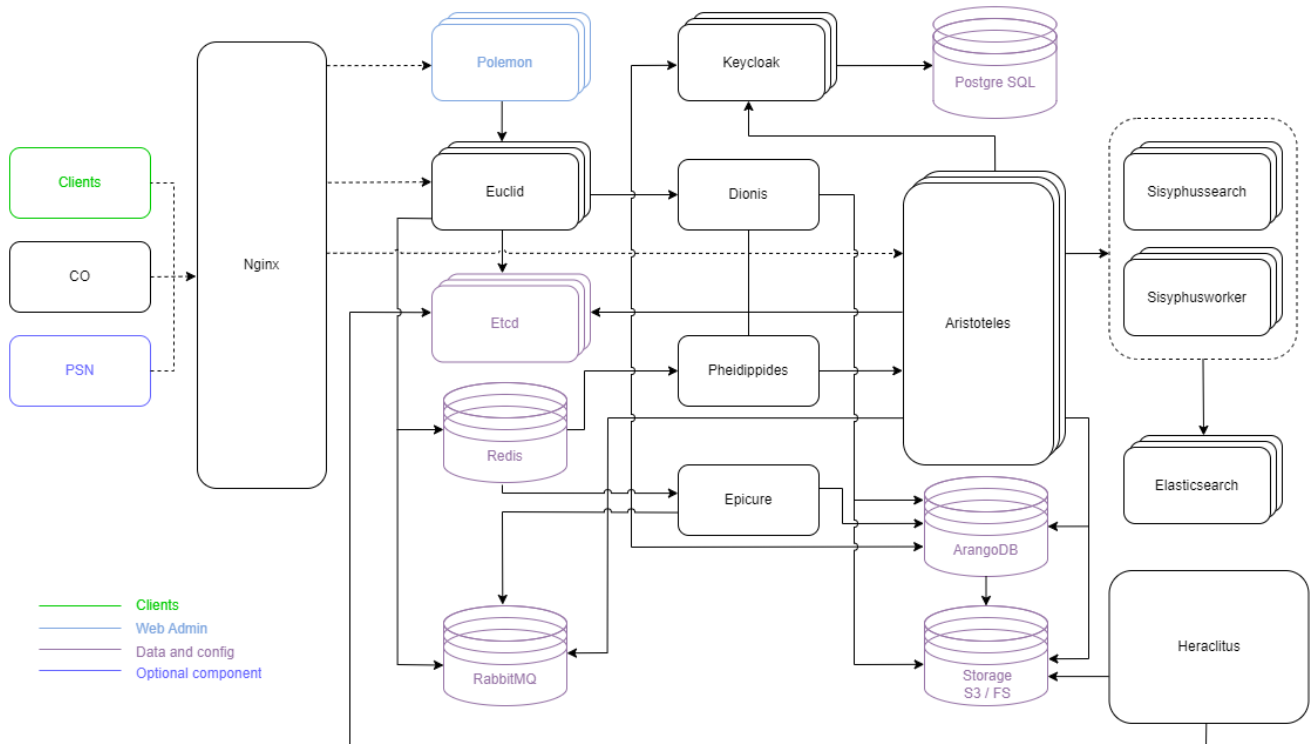 Polemon
Keycloak
Postgre SQL
Clients
Euclid
Dionis
Sisyphussearch
Nginx
CO
Sisyphusworker
Etcd
Aristoteles
PSN
Pheidippides
Redis
Elasticsearch
Epicure
ArangoDB
Clients
Web Admin
Data and config
Optional component
RabbitMQ
Storage
S3 / FS
Heraclitus